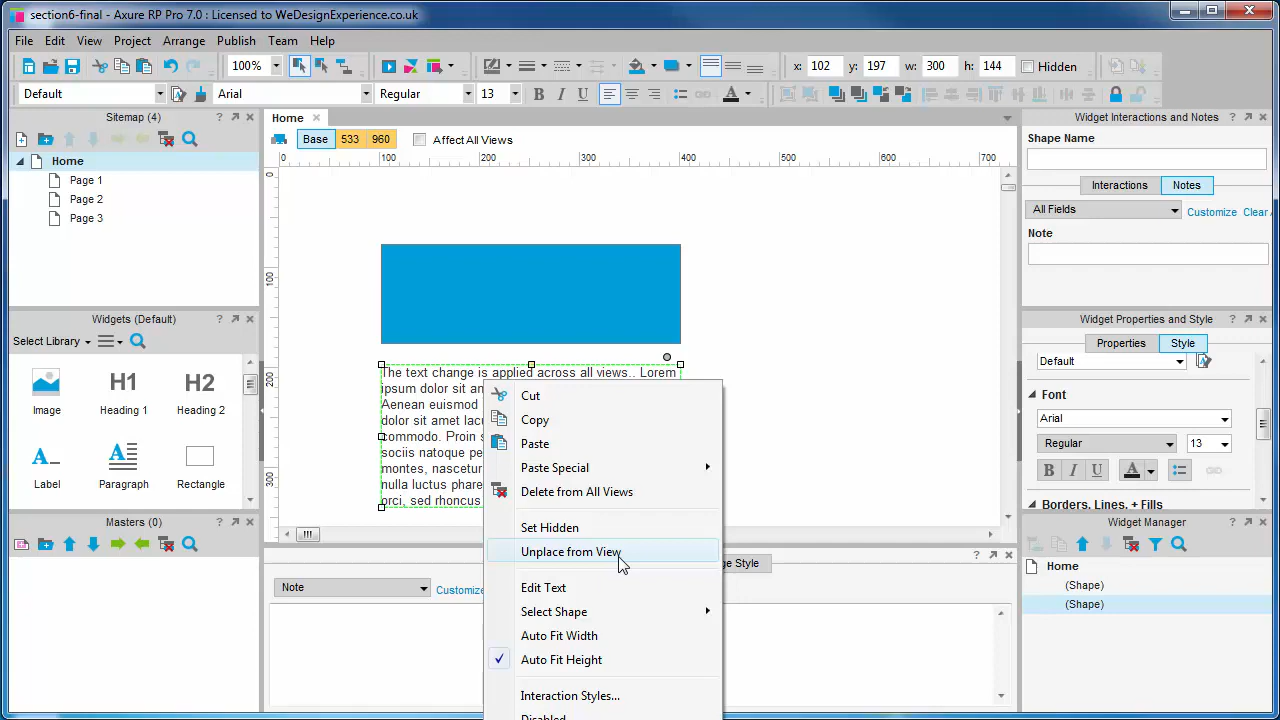 section6-final - Axure RP Pro 7.0 : Licensed to WeDesignExperience.co.uk
File Edit View Project Arrange Publish Team Help
100% x: 102 y: 197 w: 300 h: 144 Hidden
Default Arial Regular 13 B I U A
Sitemap (4)
Home
Page 1
Page 2
Page 3
Widgets (Default)
Select Library
Image
H1
Heading 1
H2
Heading 2
A
Label
A
Paragraph
Rectangle
Masters (0)
Home
Base 533 960 Affect All Views
0 100 200 300 400 500 600 700
0
100
200
300
The text change is applied across all views.. Lorem
ipsum dolor sit am
Aenean euismod
dolor sit amet lacu
commodo. Proin s
sociis natoque pe
montes, nascetur
nulla luctus pha
orci, sed rhoncus
Cut
Copy
Paste
Paste Special
Delete from All Views
Set Hidden
Unplace from View
Edit Text
Select Shape
Auto Fit Width
Auto Fit Height
Interaction Styles...
Disabled
ge Style
Note Customize
Widget Interactions and Notes
Shape Name
Interactions Notes
All Fields Customize Clear
Note
Widget Properties and Style
Properties Style
Default
Font
Arial
Regular 13
B I U A
Borders, Lines, + Fills
Widget Manager
Home
(Shape)
(Shape)